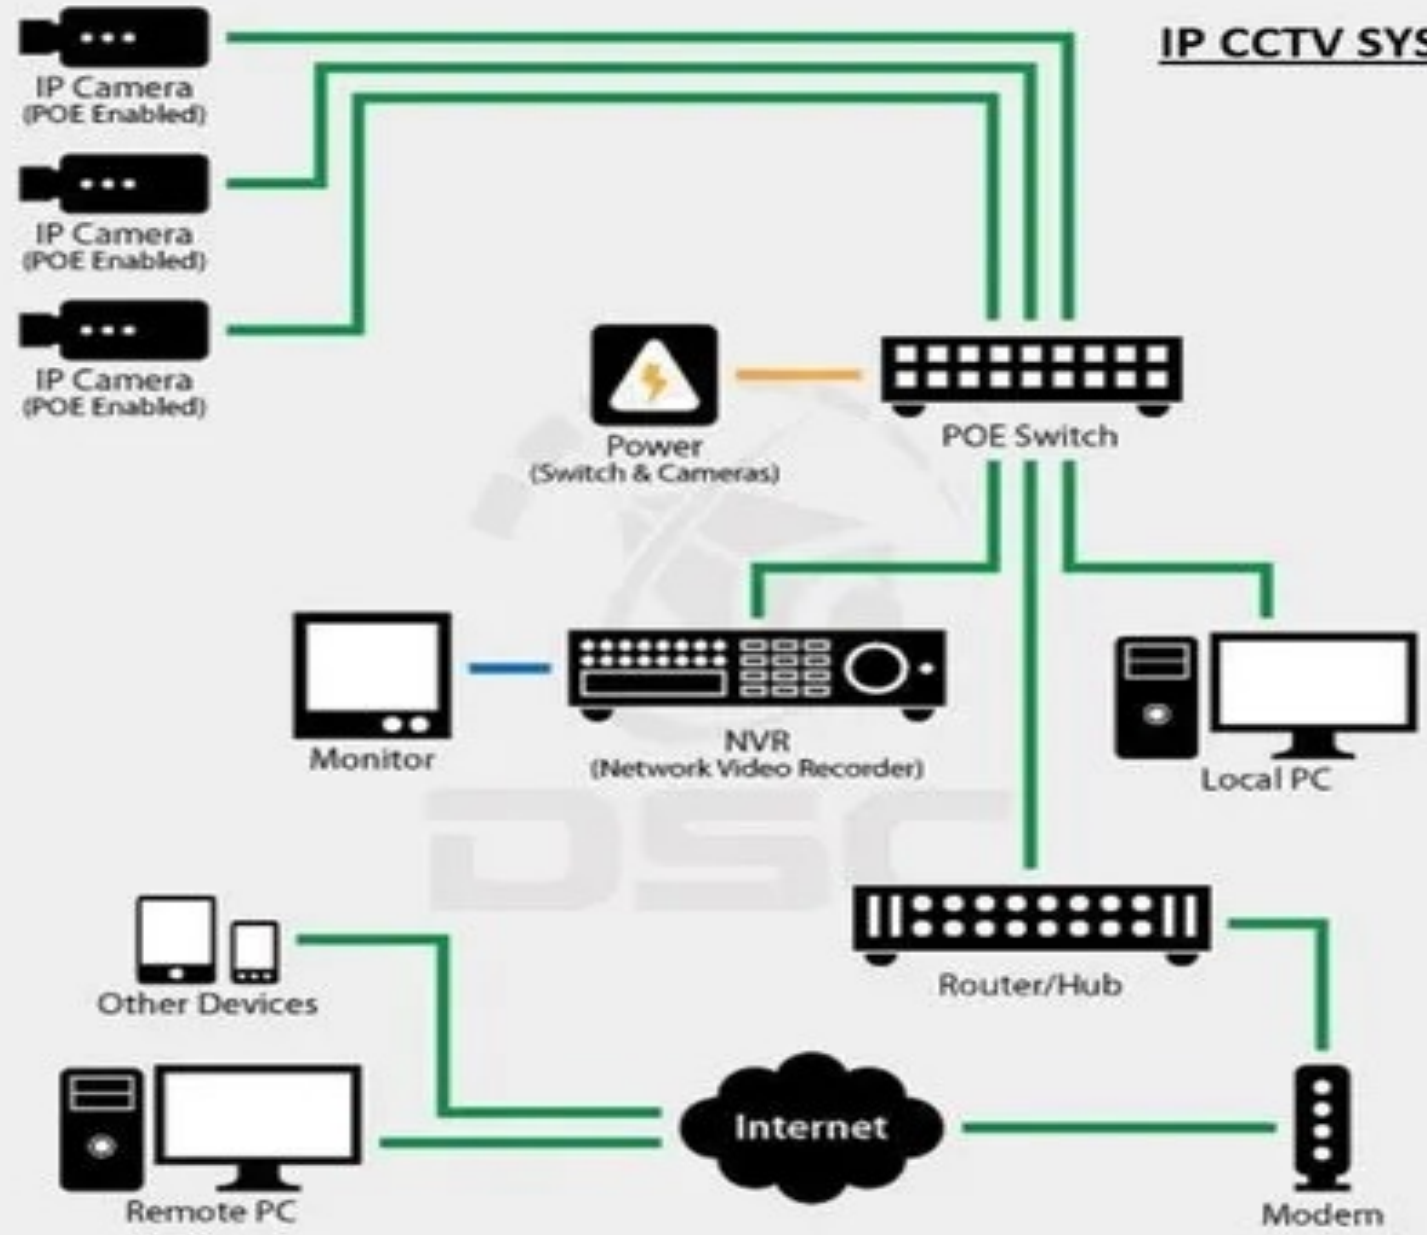 IP CCTV SYS
IP Camera
(POE Enabled)
IP Camera
(POE Enabled)
IP Camera
(POE Enabled)
Power
(Switch & Cameras)
POE Switch
Monitor
NVR
(Network Video Recorder)
Local PC
DSC
Other Devices
Router/Hub
Internet
Remote PC
Modem